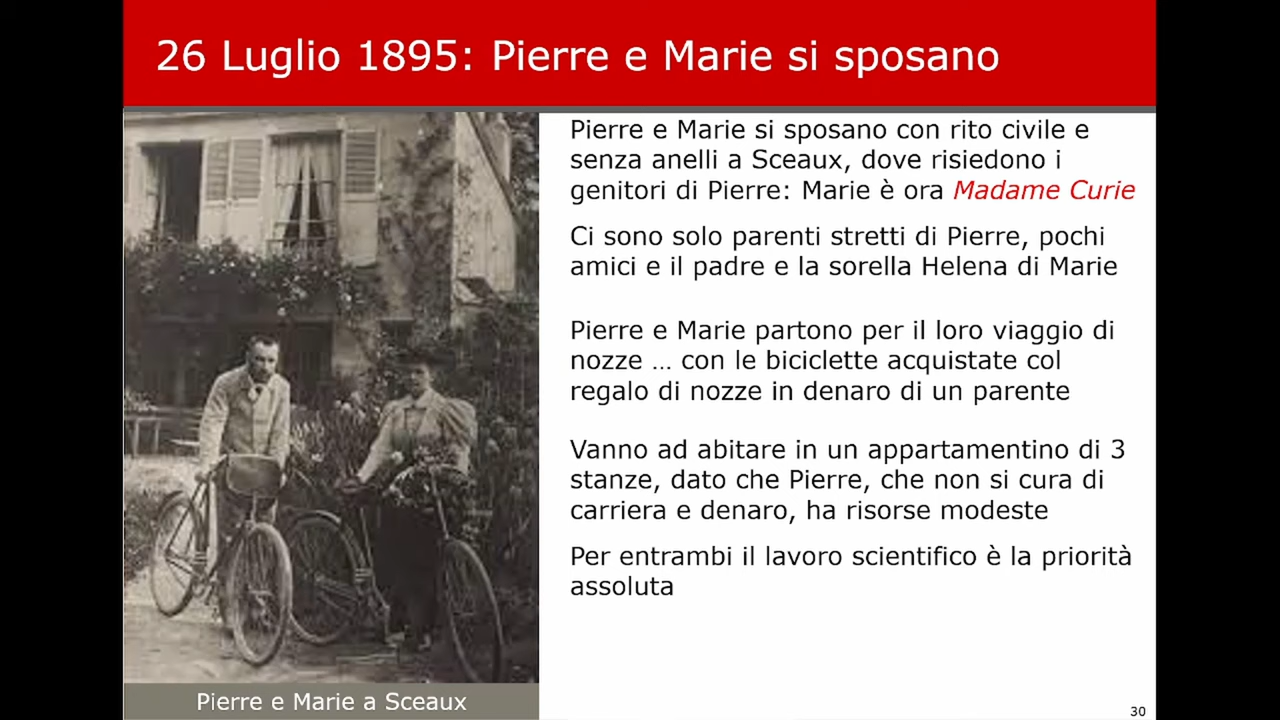 26 Luglio 1895: Pierre e Marie si sposano
Pierre e Marie si sposano con rito civile e
senza anelli a Sceaux, dove risiedono i
genitori di Pierre: Marie è ora Madame Curie
Ci sono solo parenti stretti di Pierre, pochi
amici e il padre e la sorella Helena di Marie
Pierre e Marie partono per il loro viaggio di
nozze … con le biciclette acquistate col
regalo di nozze in denaro di un parente
Vanno ad abitare in un appartamentino di 3
stanze, dato che Pierre, che non si cura di
carriera e denaro, ha risorse modeste
Per entrambi il lavoro scientifico è la priorità
assoluta
Pierre e Marie a Sceaux
30